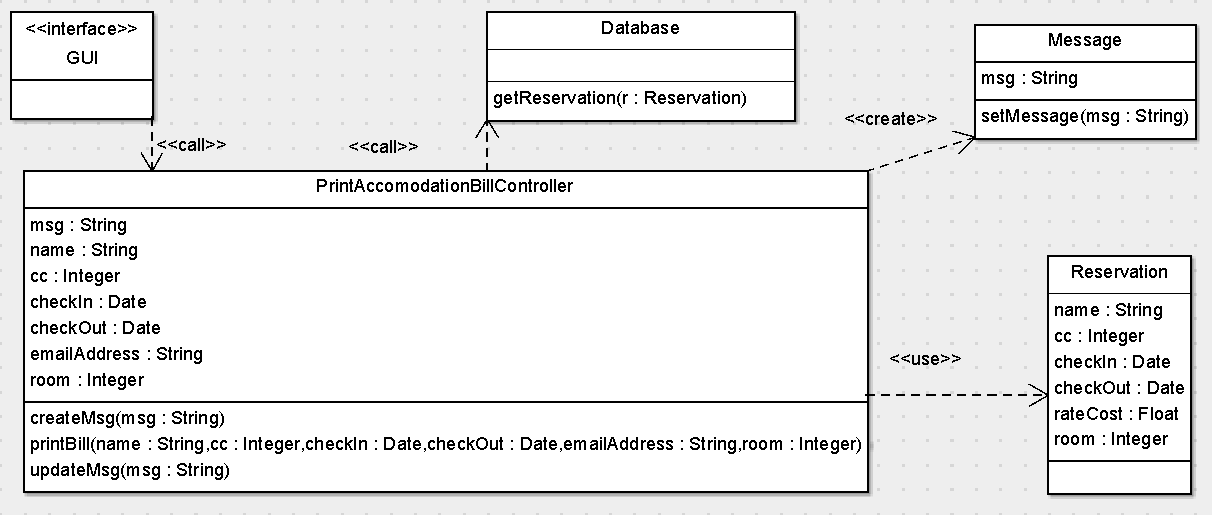 <<interface>>
GUI
Database
getReservation(r : Reservation)
Message
msg : String
setMessage(msg : String)
<<call>>
<<call>>
<<create>>
PrintAccomodationBillController
msg : String
name : String
cc : Integer
checkIn : Date
checkOut : Date
emailAddress : String
room : Integer
createMsg(msg : String)
printBill(name : String,cc : Integer,checkIn : Date,checkOut : Date,emailAddress : String,room : Integer)
updateMsg(msg : String)
<<use>>
Reservation
name : String
cc : Integer
checkIn : Date
checkOut : Date
rateCost : Float
room : Integer